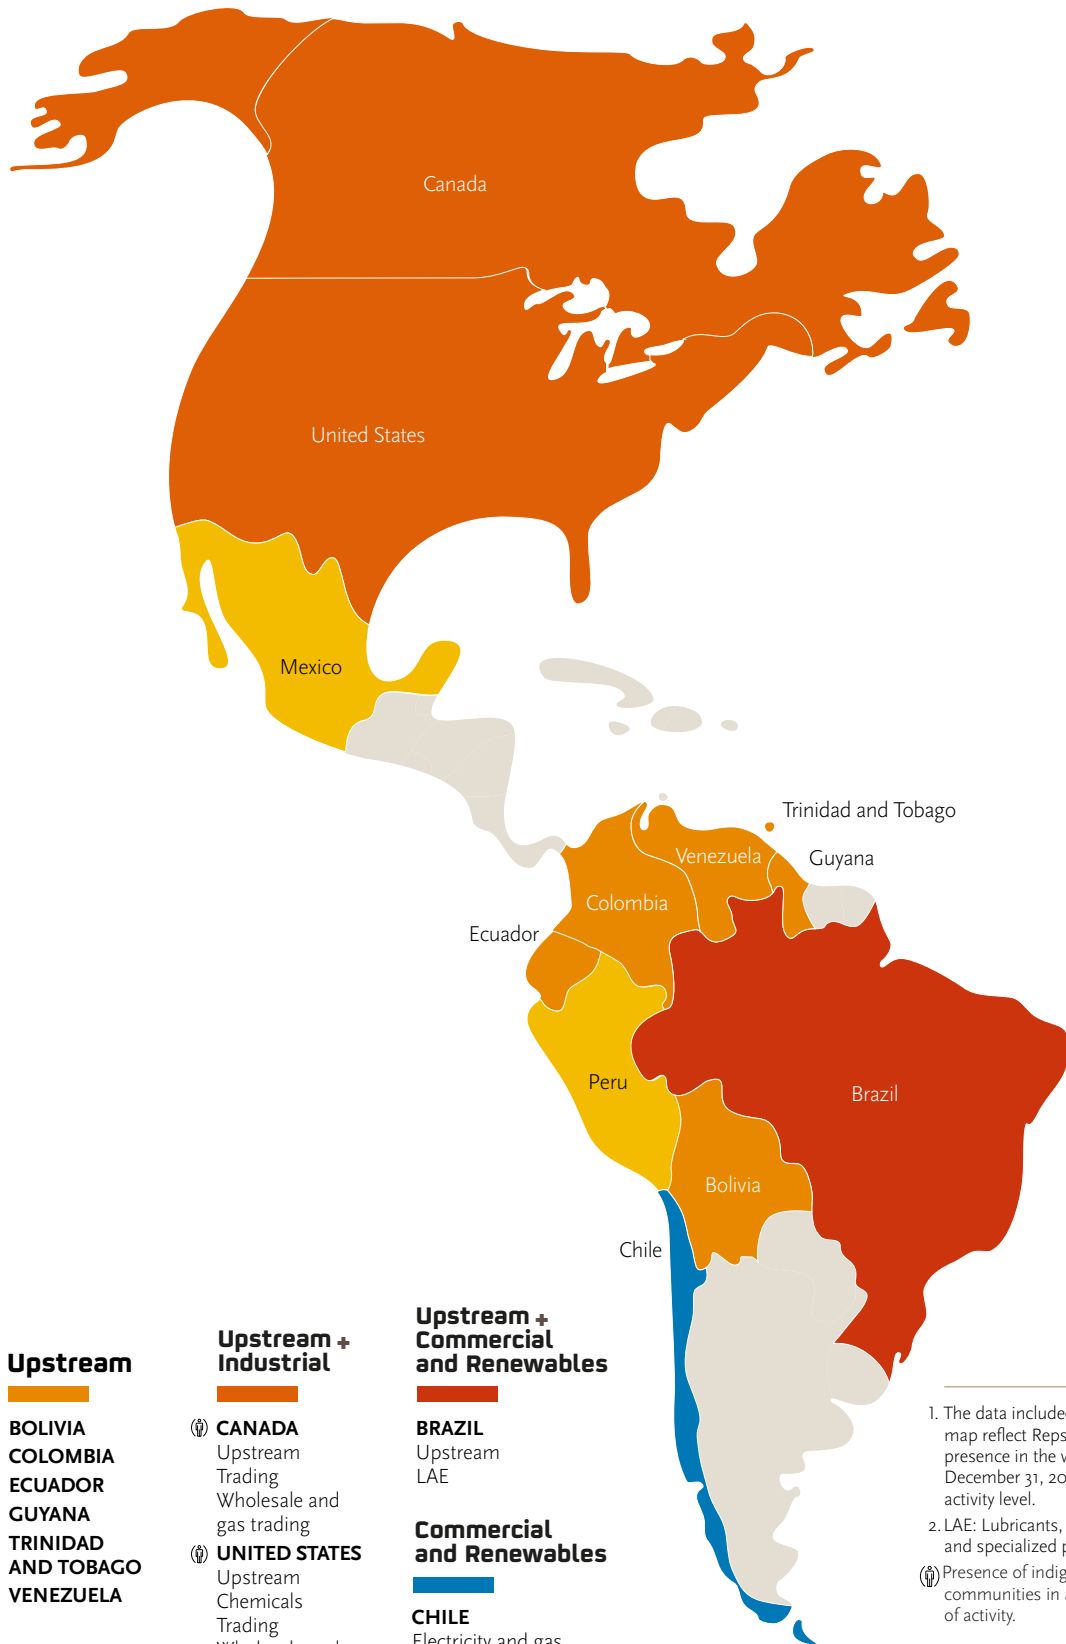 Canada
United States
Mexico
Trinidad and Tobago
Venezuela
Guyana
Colombia
Ecuador
Peru
Brazil
Bolivia
Chile
Upstream
BOLIVIA
COLOMBIA
ECUADOR
GUYANA
TRINIDAD
AND TOBAGO
VENEZUELA
Upstream +
Industrial
CANADA
Upstream
Trading
Wholesale and
gas trading
UNITED STATES
Upstream
Chemicals
Trading
Upstream +
Commercial
and Renewables
BRAZIL
Upstream
LAE
Commercial
and Renewables
CHILE
Electricity and gas
1. The data include
map reflect Reps
presence in the
December 31, 20
activity level.
2. LAE: Lubricants,
and specialized
Presence of indig
communities in
of activity.